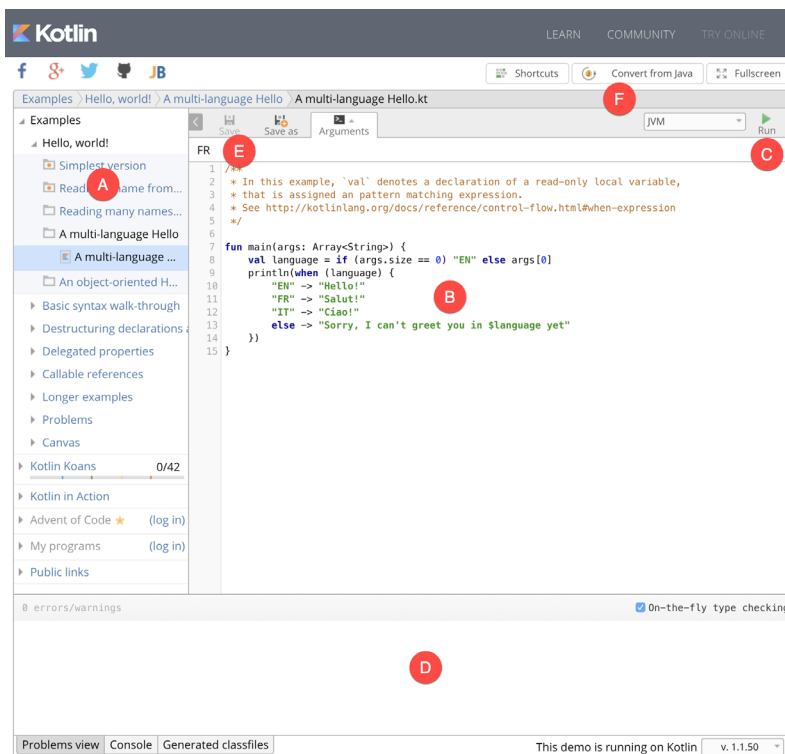 Kotlin
LEARN COMMUNITY TRY ONLINE
f g+ JB
Shortcuts Convert from Java Fullscreen
Examples Hello, world! A multi-language Hello A multi-language Hello.kt
F
Examples
Hello, world!
Simplest version
A
Reading many names...
A multi-language Hello
A multi-language ...
An object-oriented H...
Basic syntax walk-through
Destructuring declarations
Delegated properties
Callable references
Longer examples
Problems
Canvas
Kotlin Koans 0/42
Kotlin in Action
Advent of Code (log in)
My programs (log in)
Public links
Save Save as Arguments
JVM Run
FR E C
1 /**
2 * In this example, `val` denotes a declaration of a read-only local variable,
3 * that is assigned an pattern matching expression.
4 * See http://kotlinlang.org/docs/reference/control-flow.html#when-expression
5 */
6
7 fun main(args: Array<String>) {
8 val language = if (args.size == 0) "EN" else args[0]
9 println(when (language) {
10 "EN" -> "Hello!"
11 "FR" -> "Salut!"
12 "IT" -> "Ciao!"
13 else -> "Sorry, I can't greet you in $language yet"
14 })
15 }
B
0 errors/warnings On-the-fly type checking
D
Problems view Console Generated classfiles
This demo is running on Kotlin v. 1.1.50